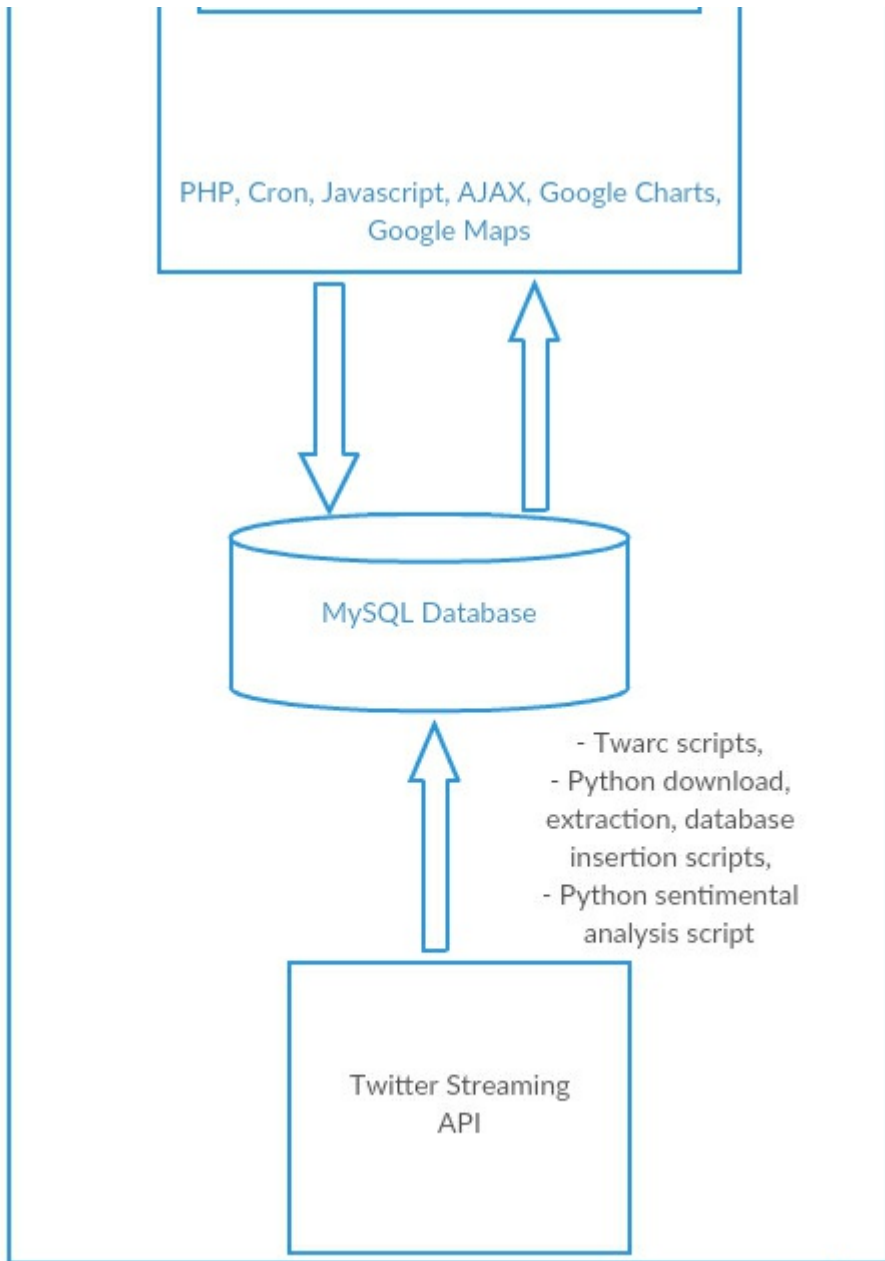 PHP, Cron, Javascript, AJAX, Google Charts,
Google Maps
MySQL Database
- Twarc scripts,
- Python download,
extraction, database
insertion scripts,
- Python sentimental
analysis script
Twitter Streaming
API